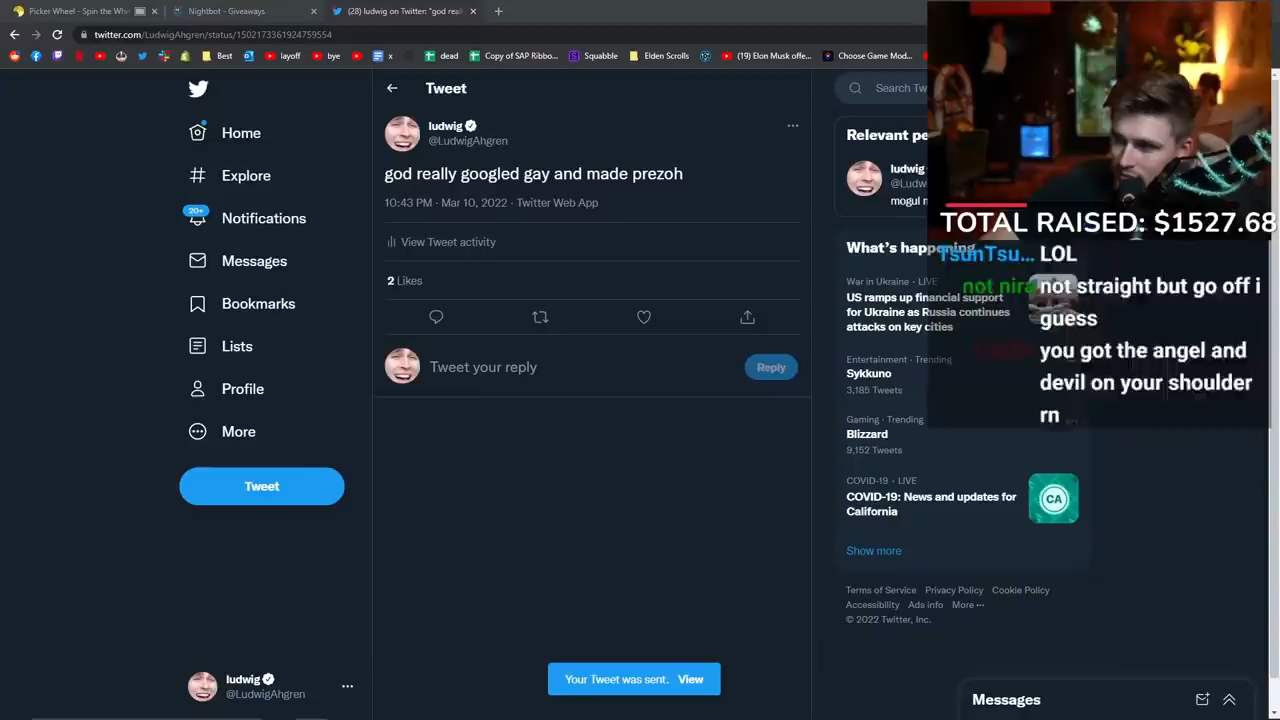 Picker Wheel - Spin the Whe
Nightbot - Giveaways
(28) ludwig on Twitter: "god real
twitter.com/LudwigAhgren/status/1502173361924759554
Best
layoff
bye
x
dead
Copy of SAP Ribbo...
Squabble
Elder Scrolls
(19) Elon Musk offe...
Choose Game Mod...
Home
Explore
20+
Notifications
Messages
Bookmarks
Lists
Profile
More
Tweet
ludwig
@LudwigAhgren
Tweet
ludwig
@LudwigAhgren
god really googled gay and made prezoh
10:43 PM · Mar 10, 2022 · Twitter Web App
View Tweet activity
2 Likes
Tweet your reply
Reply
Your Tweet was sent. View
Search Tw
Relevant pe
ludwig
@Ludw
mogul m
What's happening
War in Ukraine · LIVE
US ramps up financial support
for Ukraine as Russia continues
attacks on key cities
Entertainment · Trending
Sykkuno
3,185 Tweets
Gaming · Trending
Blizzard
9,152 Tweets
COVID-19 · LIVE
COVID-19: News and updates for
California
CA
Show more
Terms of Service Privacy Policy Cookie Policy
Accessibility Ads info More
© 2022 Twitter, Inc.
Messages
TOTAL RAISED: $1527.68
TsunTsu... LOL
not nira not straight but go off i
guess
you got the angel and
devil on your shoulder
rn